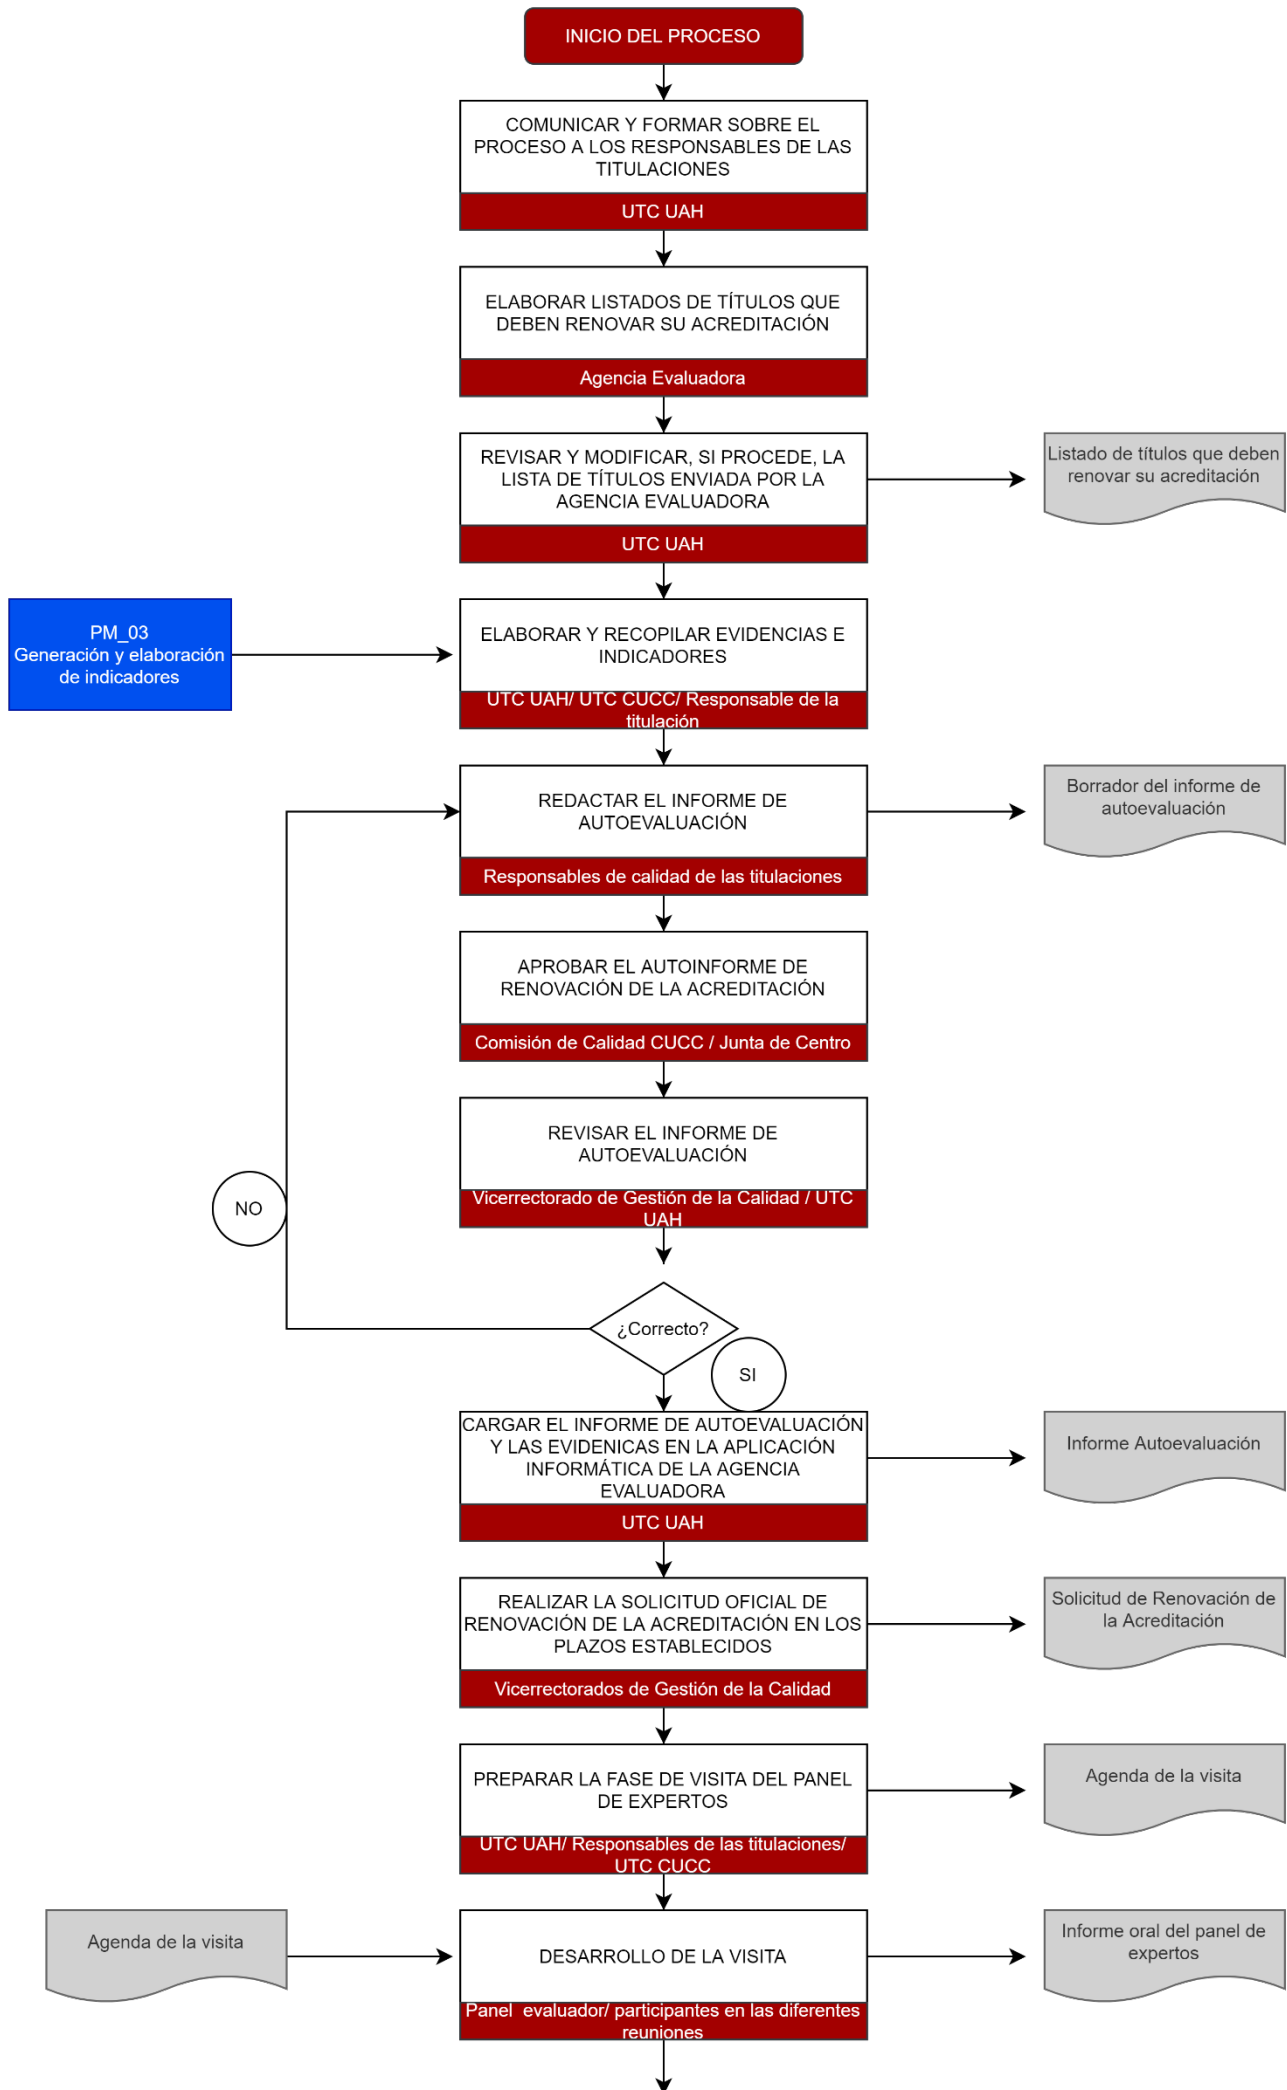 INICIO DEL PROCESO
COMUNICAR Y FORMAR SOBRE EL
PROCESO A LOS RESPONSABLES DE LAS
TITULACIONES
UTC UAH
ELABORAR LISTADOS DE TÍTULOS QUE
DEBEN RENOVAR SU ACREDITACIÓN
Agencia Evaluadora
REVISAR Y MODIFICAR, SI PROCEDE, LA
LISTA DE TÍTULOS ENVIADA POR LA
AGENCIA EVALUADORA
UTC UAH
Listado de títulos que deben
renovar su acreditación
PM_03
Generación y elaboración
de indicadores
ELABORAR Y RECOPILAR EVIDENCIAS E
INDICADORES
UTC UAH/ UTC CUCC/ Responsable de la
titulación
REDACTAR EL INFORME DE
AUTOEVALUACIÓN
Responsables de calidad de las titulaciones
Borrador del informe de
autoevaluación
APROBAR EL AUTOINFORME DE
RENOVACIÓN DE LA ACREDITACIÓN
Comisión de Calidad CUCC / Junta de Centro
REVISAR EL INFORME DE
AUTOEVALUACIÓN
Vicerrectorado de Gestión de la Calidad / UTC
UAH
NO
¿Correcto?
SI
CARGAR EL INFORME DE AUTOEVALUACIÓN
Y LAS EVIDENICAS EN LA APLICACIÓN
INFORMÁTICA DE LA AGENCIA
EVALUADORA
UTC UAH
Informe Autoevaluación
REALIZAR LA SOLICITUD OFICIAL DE
RENOVACIÓN DE LA ACREDITACIÓN EN LOS
PLAZOS ESTABLECIDOS
Vicerrectorados de Gestión de la Calidad
Solicitud de Renovación de
la Acreditación
PREPARAR LA FASE DE VISITA DEL PANEL
DE EXPERTOS
UTC UAH/ Responsables de las titulaciones/
UTC CUCC
Agenda de la visita
Agenda de la visita
DESARROLLO DE LA VISITA
Panel  evaluador/ participantes en las diferentes
reuniones
Informe oral del panel de
expertos